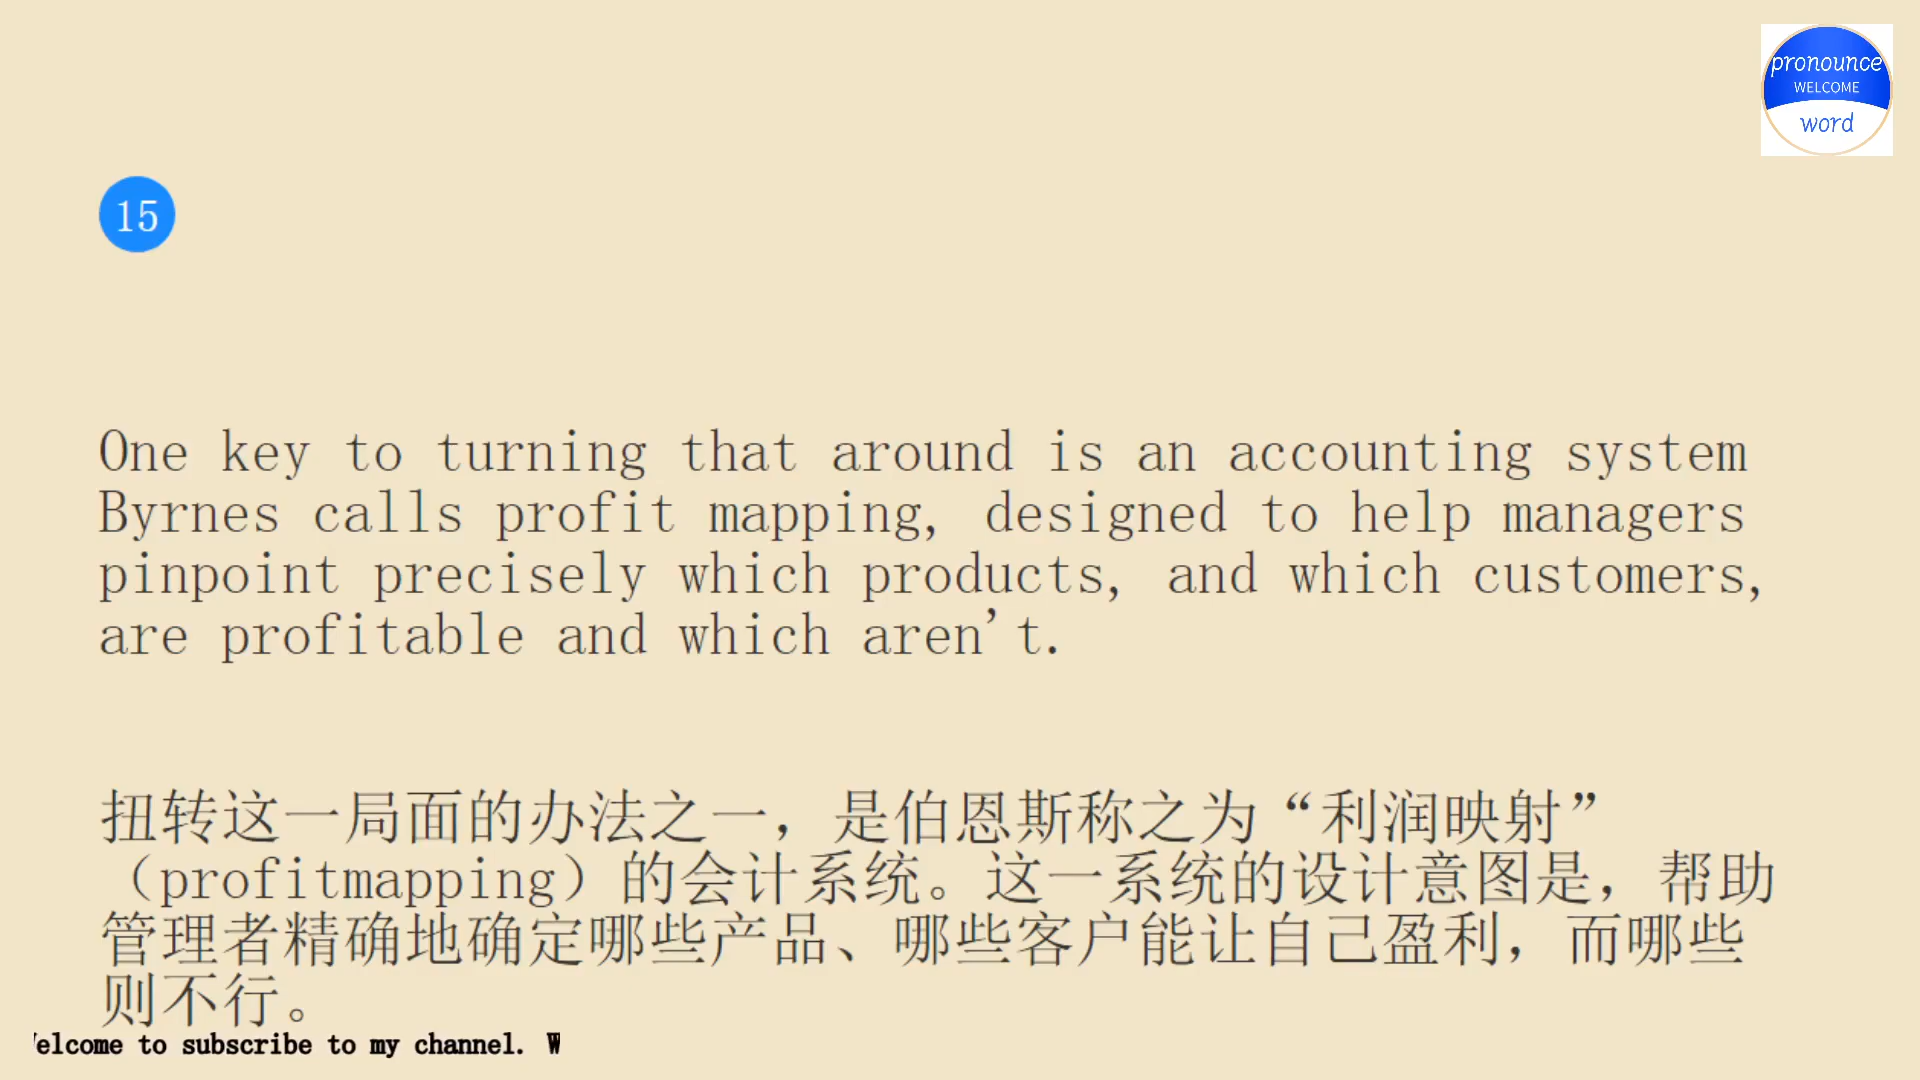 pronounce
WELCOME
word
15
One key to turning that around is an accounting system
Byrnes calls profit mapping, designed to help managers
pinpoint precisely which products, and which customers,
are profitable and which aren't.
扭转这一局面的办法之一，是伯恩斯称之为“利润映射”
（profitmapping）的会计系统。这一系统的设计意图是，帮助
管理者精确地确定哪些产品、哪些客户能让自己盈利，而哪些
则不行。
elcome to subscribe to my channel. W